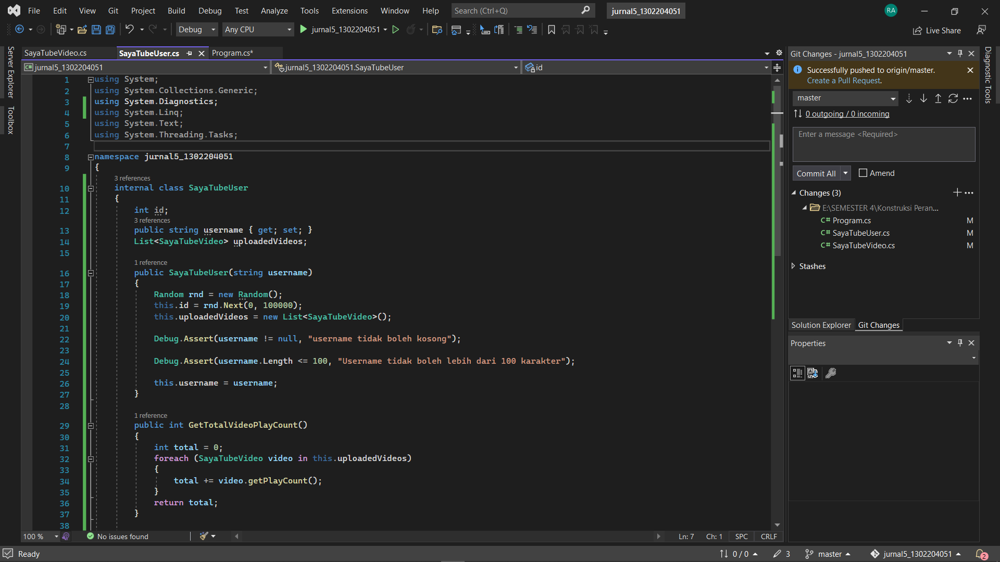 File Edit View Git Project Build Debug Test Analyze Tools Extensions Window Help Search (Ctrl+Q) jurnal5_1302204051 RA
Debug Any CPU jurnal5_1302204051 Live Share
Server Explorer
Toolbox
SayaTubeVideo.cs SayaTubeUser.cs Program.cs*
jurnal5_1302204051 jurnal5_1302204051.SayaTubeUser id
1 using System;
2 using System.Collections.Generic;
3 using System.Diagnostics;
4 using System.Linq;
5 using System.Text;
6 using System.Threading.Tasks;
7
8 namespace jurnal5_1302204051
9 {
3 references
10 internal class SayaTubeUser
11 {
12 int id;
3 references
13 public string username { get; set; }
14 List<SayaTubeVideo> uploadedVideos;
15
1 reference
16 public SayaTubeUser(string username)
17 {
18 Random rnd = new Random();
19 this.id = rnd.Next(0, 100000);
20 this.uploadedVideos = new List<SayaTubeVideo>();
21
22 Debug.Assert(username != null, "username tidak boleh kosong");
23
24 Debug.Assert(username.Length <= 100, "Username tidak boleh lebih dari 100 karakter");
25
26 this.username = username;
27 }
28
1 reference
29 public int GetTotalVideoPlayCount()
30 {
31 int total = 0;
32 foreach (SayaTubeVideo video in this.uploadedVideos)
33 {
34 total += video.getPlayCount();
35 }
36 return total;
37 }
38
100 % No issues found Ln: 7 Ch: 1 SPC CRLF
Git Changes - jurnal5_1302204051
Successfully pushed to origin/master.
Create a Pull Request.
master
0 outgoing / 0 incoming
Enter a message <Required>
Commit All Amend
Changes (3)
E:\SEMESTER 4\Konstruksi Peran...
C# Program.cs M
C# SayaTubeUser.cs M
C# SayaTubeVideo.cs M
Stashes
Solution Explorer Git Changes
Properties
Diagnostic Tools
Ready 0 / 0 3 master jurnal5_1302204051 2